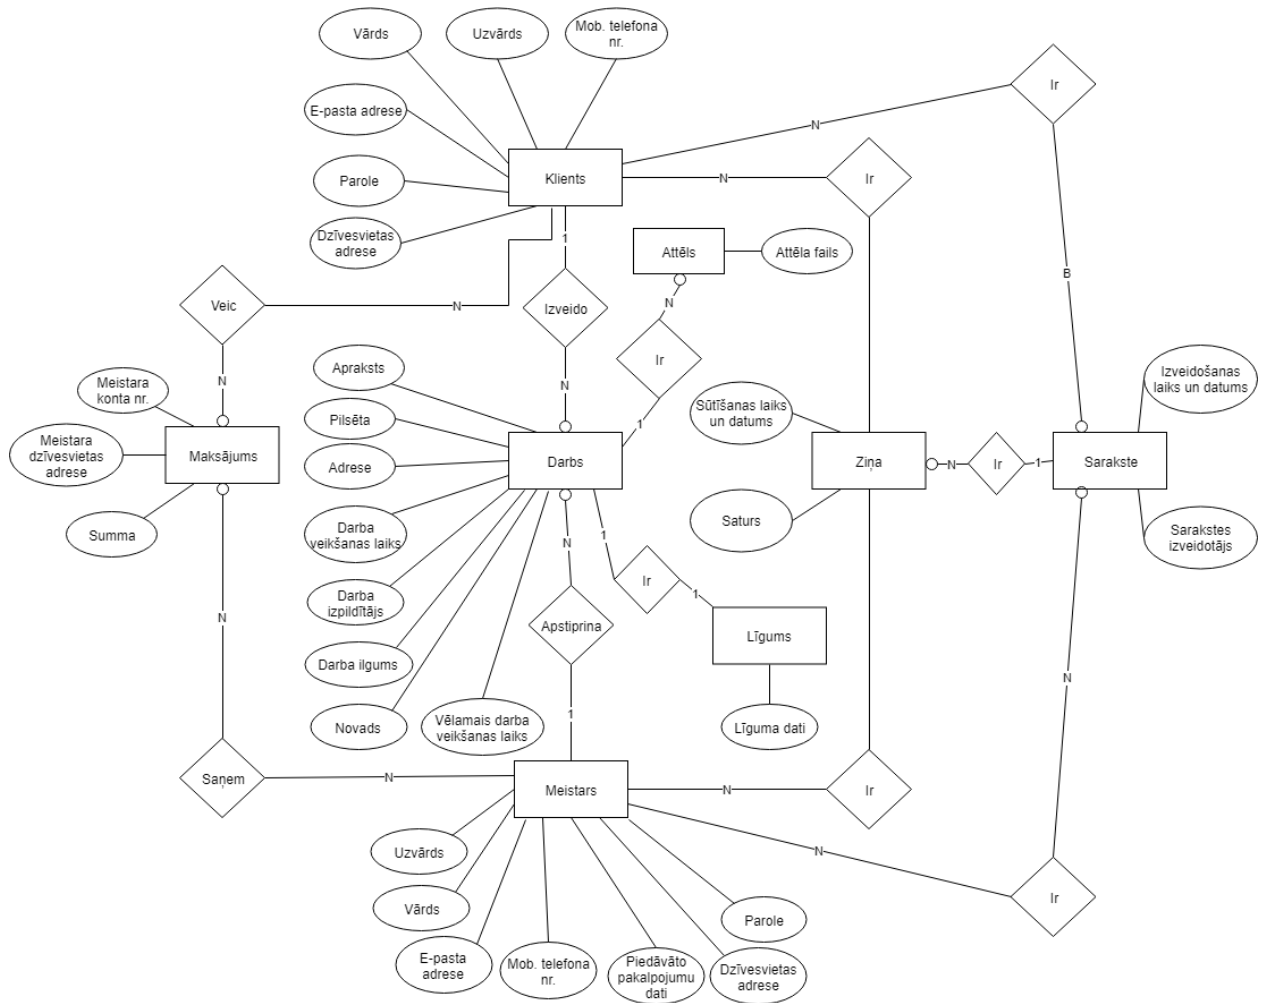 Vārds
Uzvārds
Mob. telefona
nr.
Ir
E-pasta adrese
N
Parole
Klients
N
Ir
Dzīvesvietas
adrese
1
Attēls
Attēla fails
B
Veic
N
Izveido
N
Ir
N
Apraksts
N
Meistara
konta nr.
Pilsēta
1
Sūtīšanas laiks
un datums
Izveidošanas
laiks un datums
Meistara
dzīvesvietas
adrese
Maksājums
Adrese
Darbs
Ziņa
N
Ir
1
Sarakste
Summa
Darba
veikšanas laiks
N
1
Saturs
Sarakstes
izveidotājs
Darba
izpildītājs
Ir
1
N
Apstiprina
Līgums
Darba ilgums
N
Novads
Vēlamais darba
veikšanas laiks
1
Līguma dati
Saņem
N
Meistars
N
Ir
Uzvārds
N
Vārds
Parole
Ir
E-pasta
adrese
Mob. telefona
nr.
Piedāvāto
pakalpojumu
dati
Dzīvesvietas
adrese